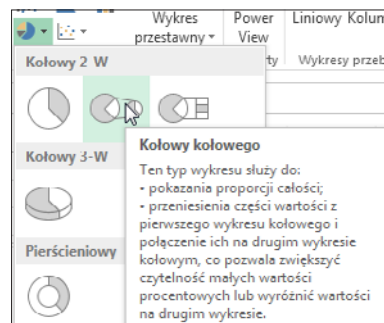 Wykres Power Liniowy Kolum
przestawny View
ty Wykresy przeb
Kołowy 2-W
Kołowy 3-W
Pierścieniowy
Kołowy kołowego
Ten typ wykresu służy do:
- pokazania proporcji całości;
- przeniesienia części wartości z
pierwszego wykresu kołowego i
połączenie ich na drugim wykresie
kołowym, co pozwala zwiększyć
czytelność małych wartości
procentowych lub wyróżnić wartości
na drugim wykresie.